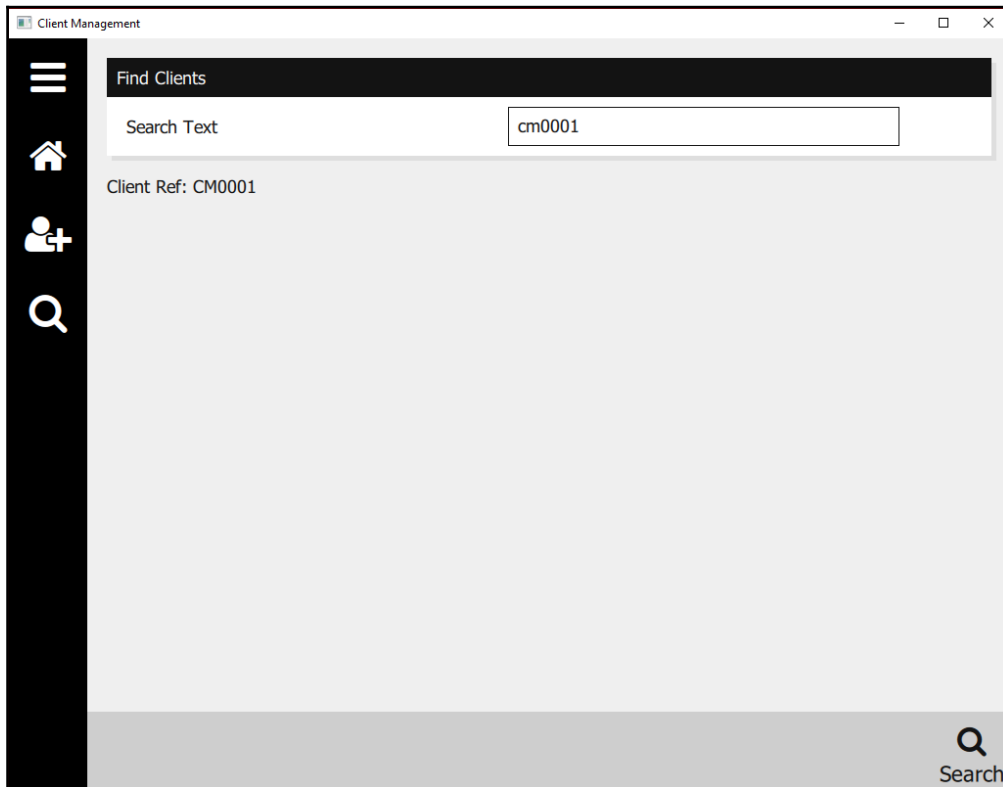 Client Management
Find Clients
Search Text
cm0001
Client Ref: CM0001
Search